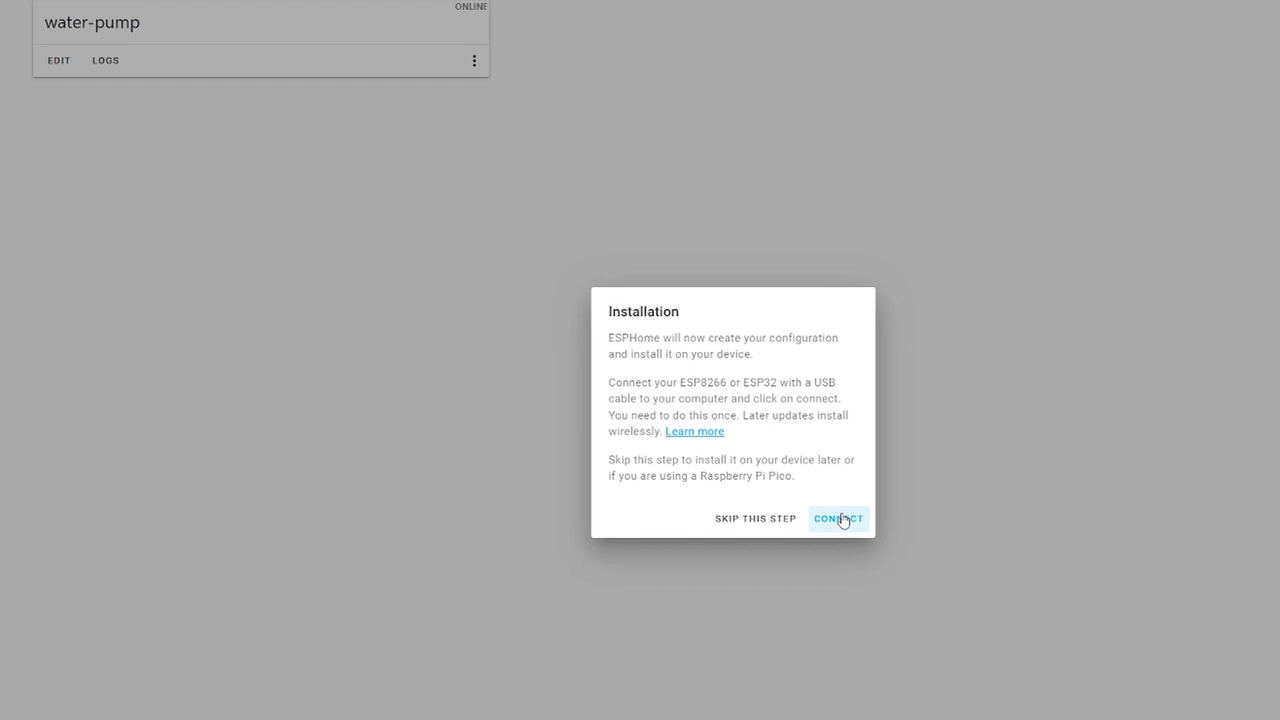 ONLINE
water-pump
EDIT LOGS
Installation
ESPHome will now create your configuration
and install it on your device.
Connect your ESP8266 or ESP32 with a USB
cable to your computer and click on connect.
You need to do this once. Later updates install
wirelessly. Learn more
Skip this step to install it on your device later or
if you are using a Raspberry Pi Pico.
SKIP THIS STEP CONNECT